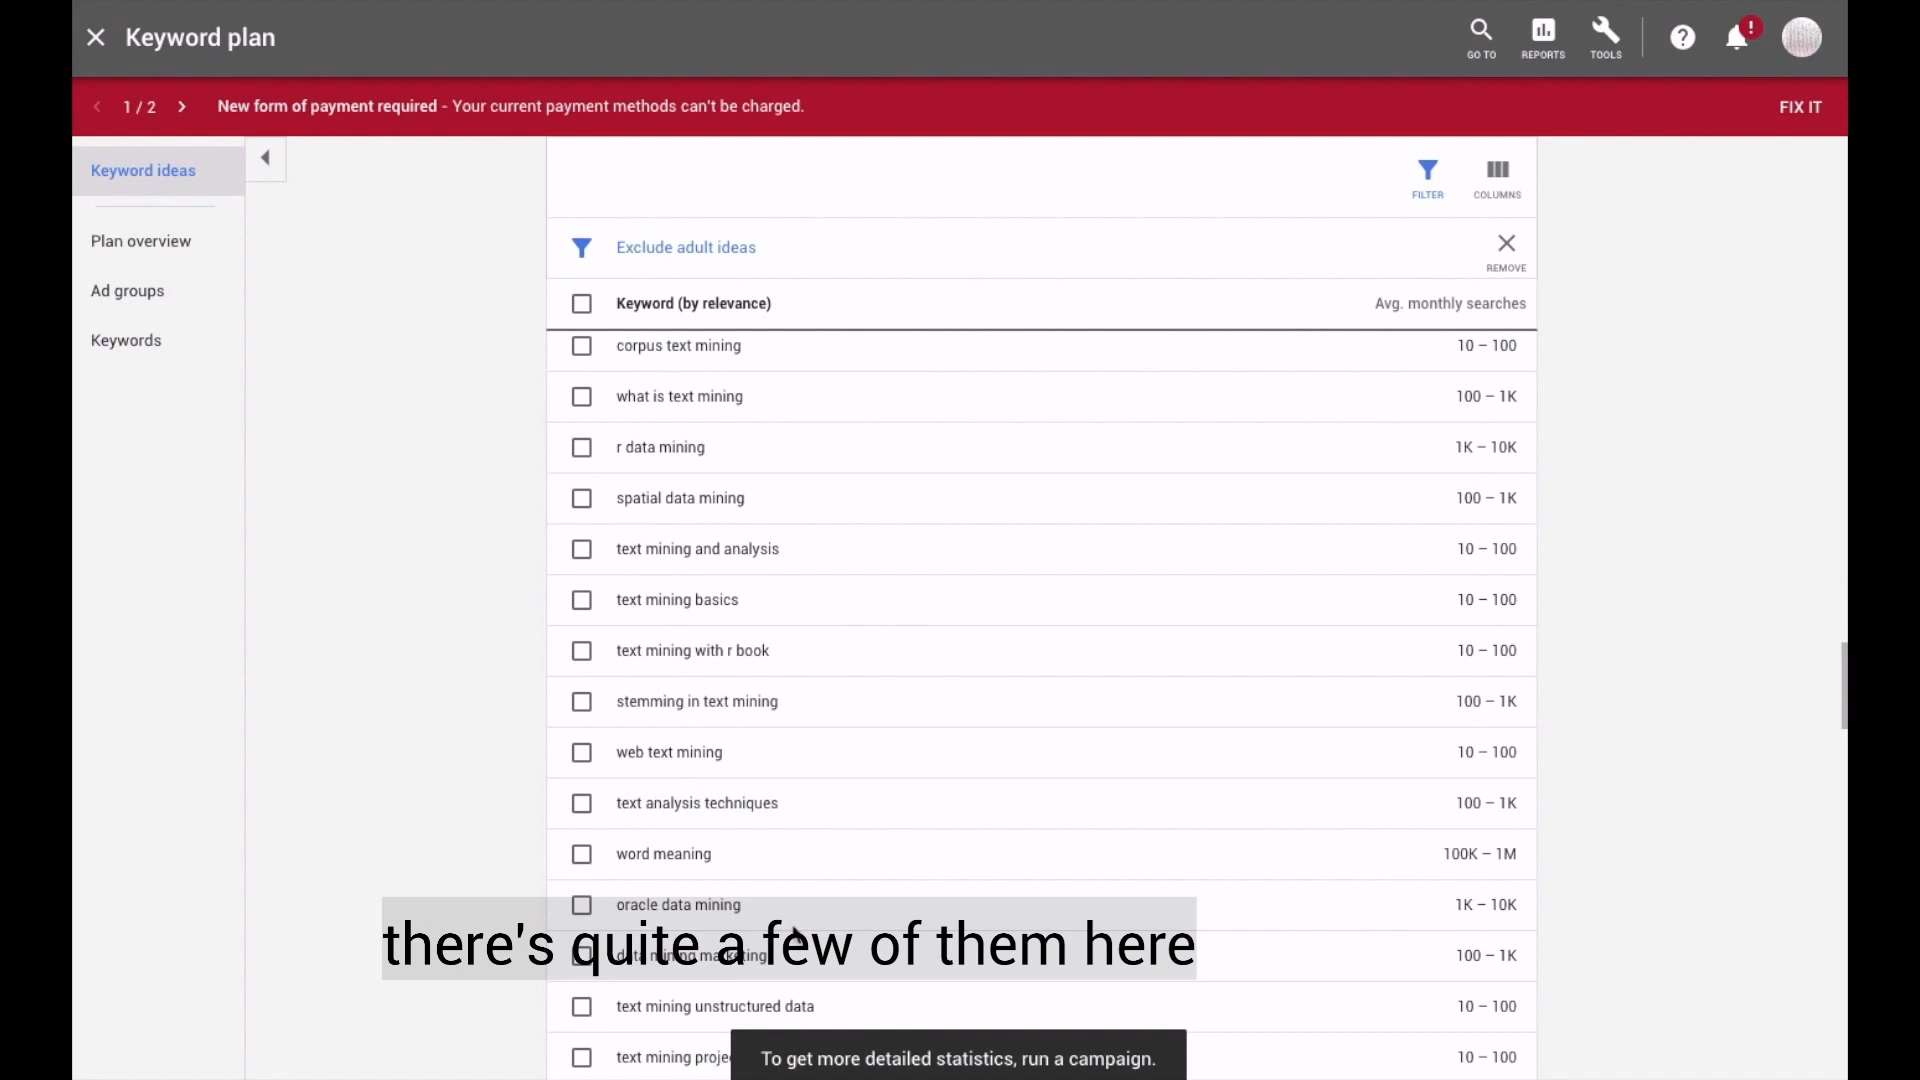 Keyword plan
GO TO
REPORTS
TOOLS
!
1 / 2
New form of payment required - Your current payment methods can't be charged.
FIX IT
Keyword ideas
Plan overview
Ad groups
Keywords
FILTER
COLUMNS
Exclude adult ideas
REMOVE
Keyword (by relevance) Avg. monthly searches
corpus text mining 10 – 100
what is text mining 100 – 1K
r data mining 1K – 10K
spatial data mining 100 – 1K
text mining and analysis 10 – 100
text mining basics 10 – 100
text mining with r book 10 – 100
stemming in text mining 100 – 1K
web text mining 10 – 100
text analysis techniques 100 – 1K
word meaning 100K – 1M
oracle data mining 1K – 10K
there's quite a few of them here
data mining marketing 100 – 1K
text mining unstructured data 10 – 100
text mining 10 – 100
To get more detailed statistics, run a campaign.